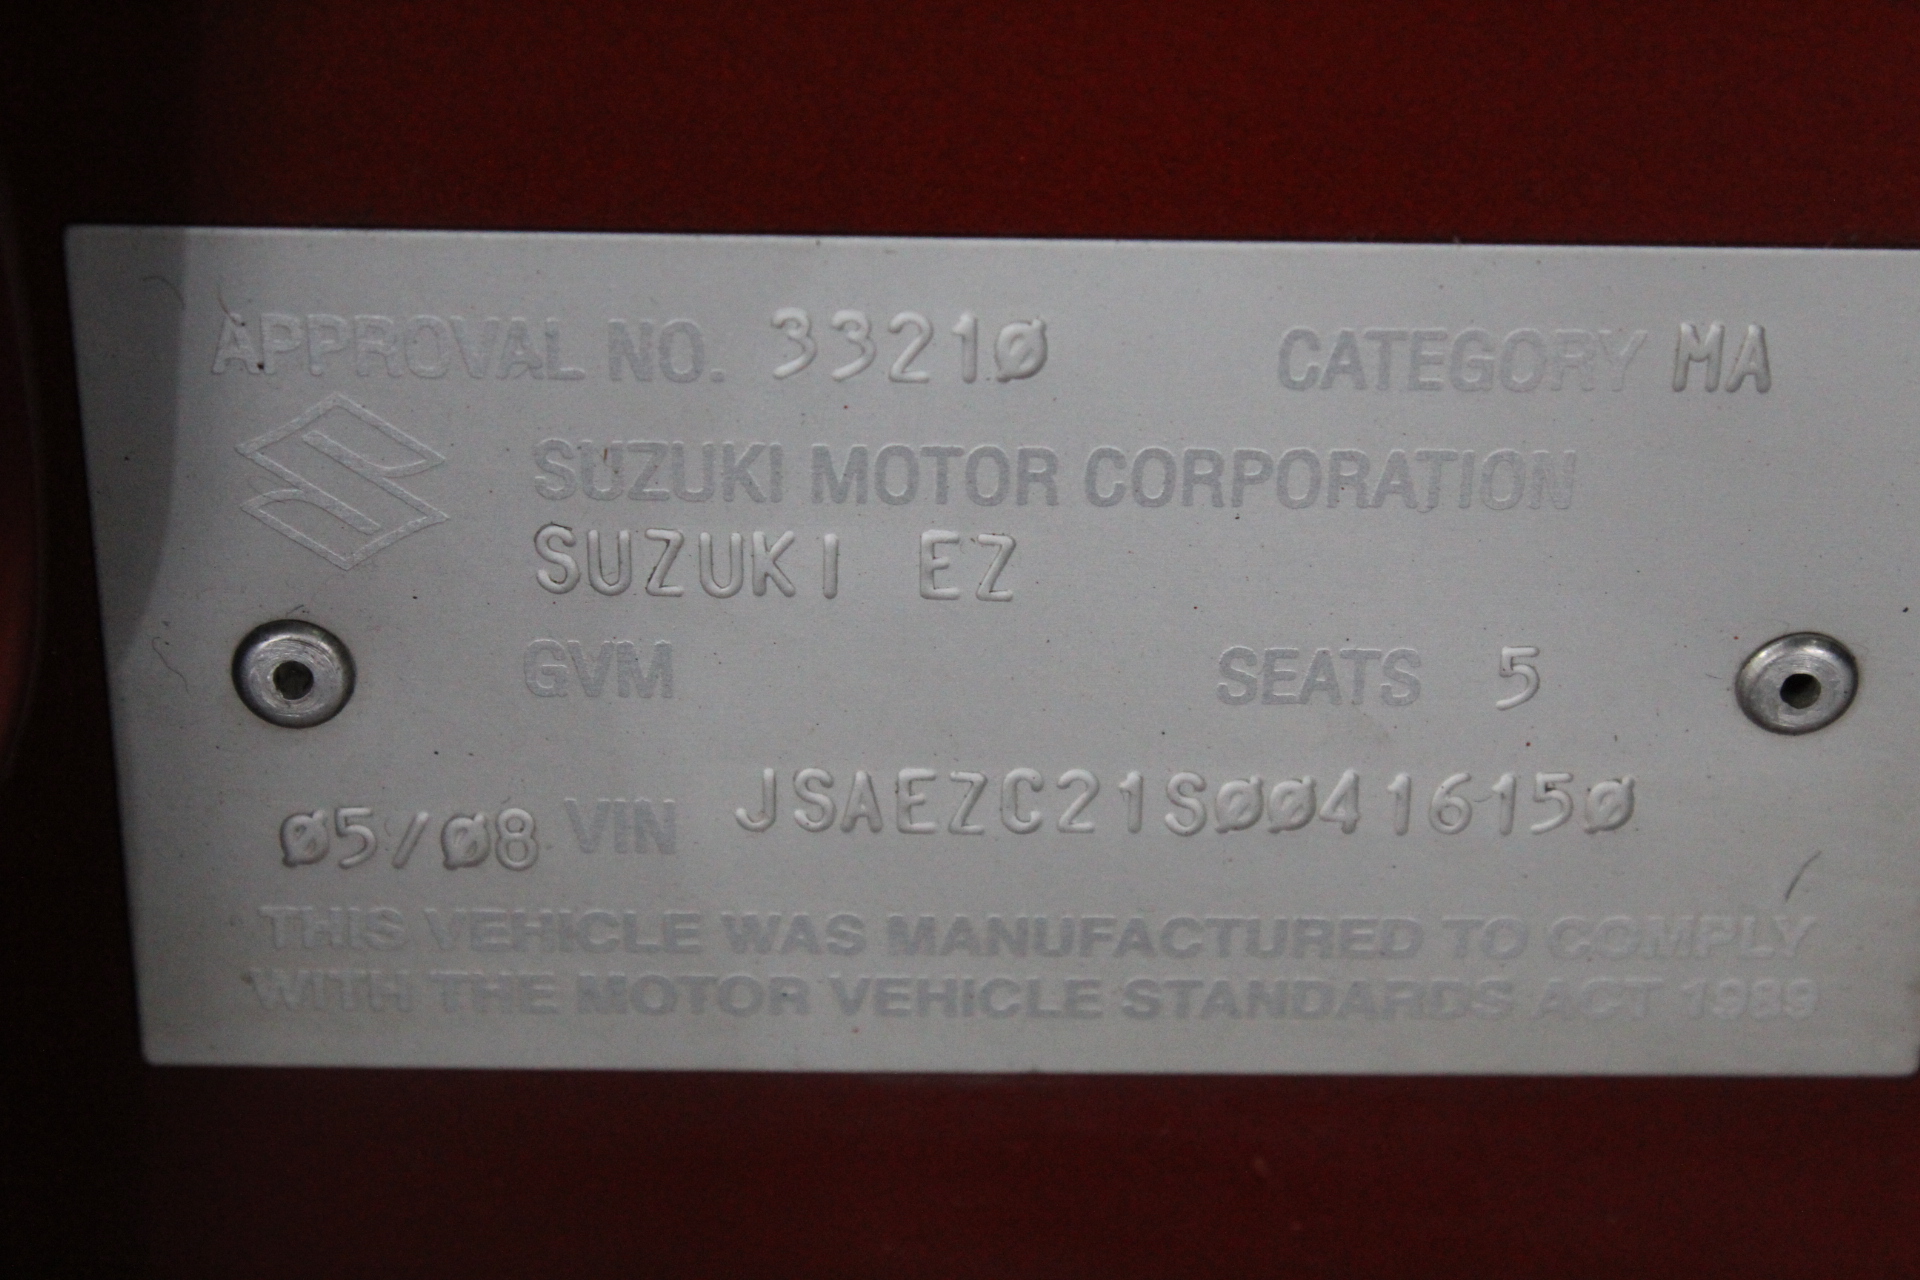 APPROVAL NO. 33210 CATEGORY MA
SUZUKI MOTOR CORPORATION
SUZUKI EZ
GVM SEATS 5
05/08 VIN JSAEZC21S00416150
THIS VEHICLE WAS MANUFACTURED TO COMPLY
WITH THE MOTOR VEHICLE STANDARDS ACT 1989